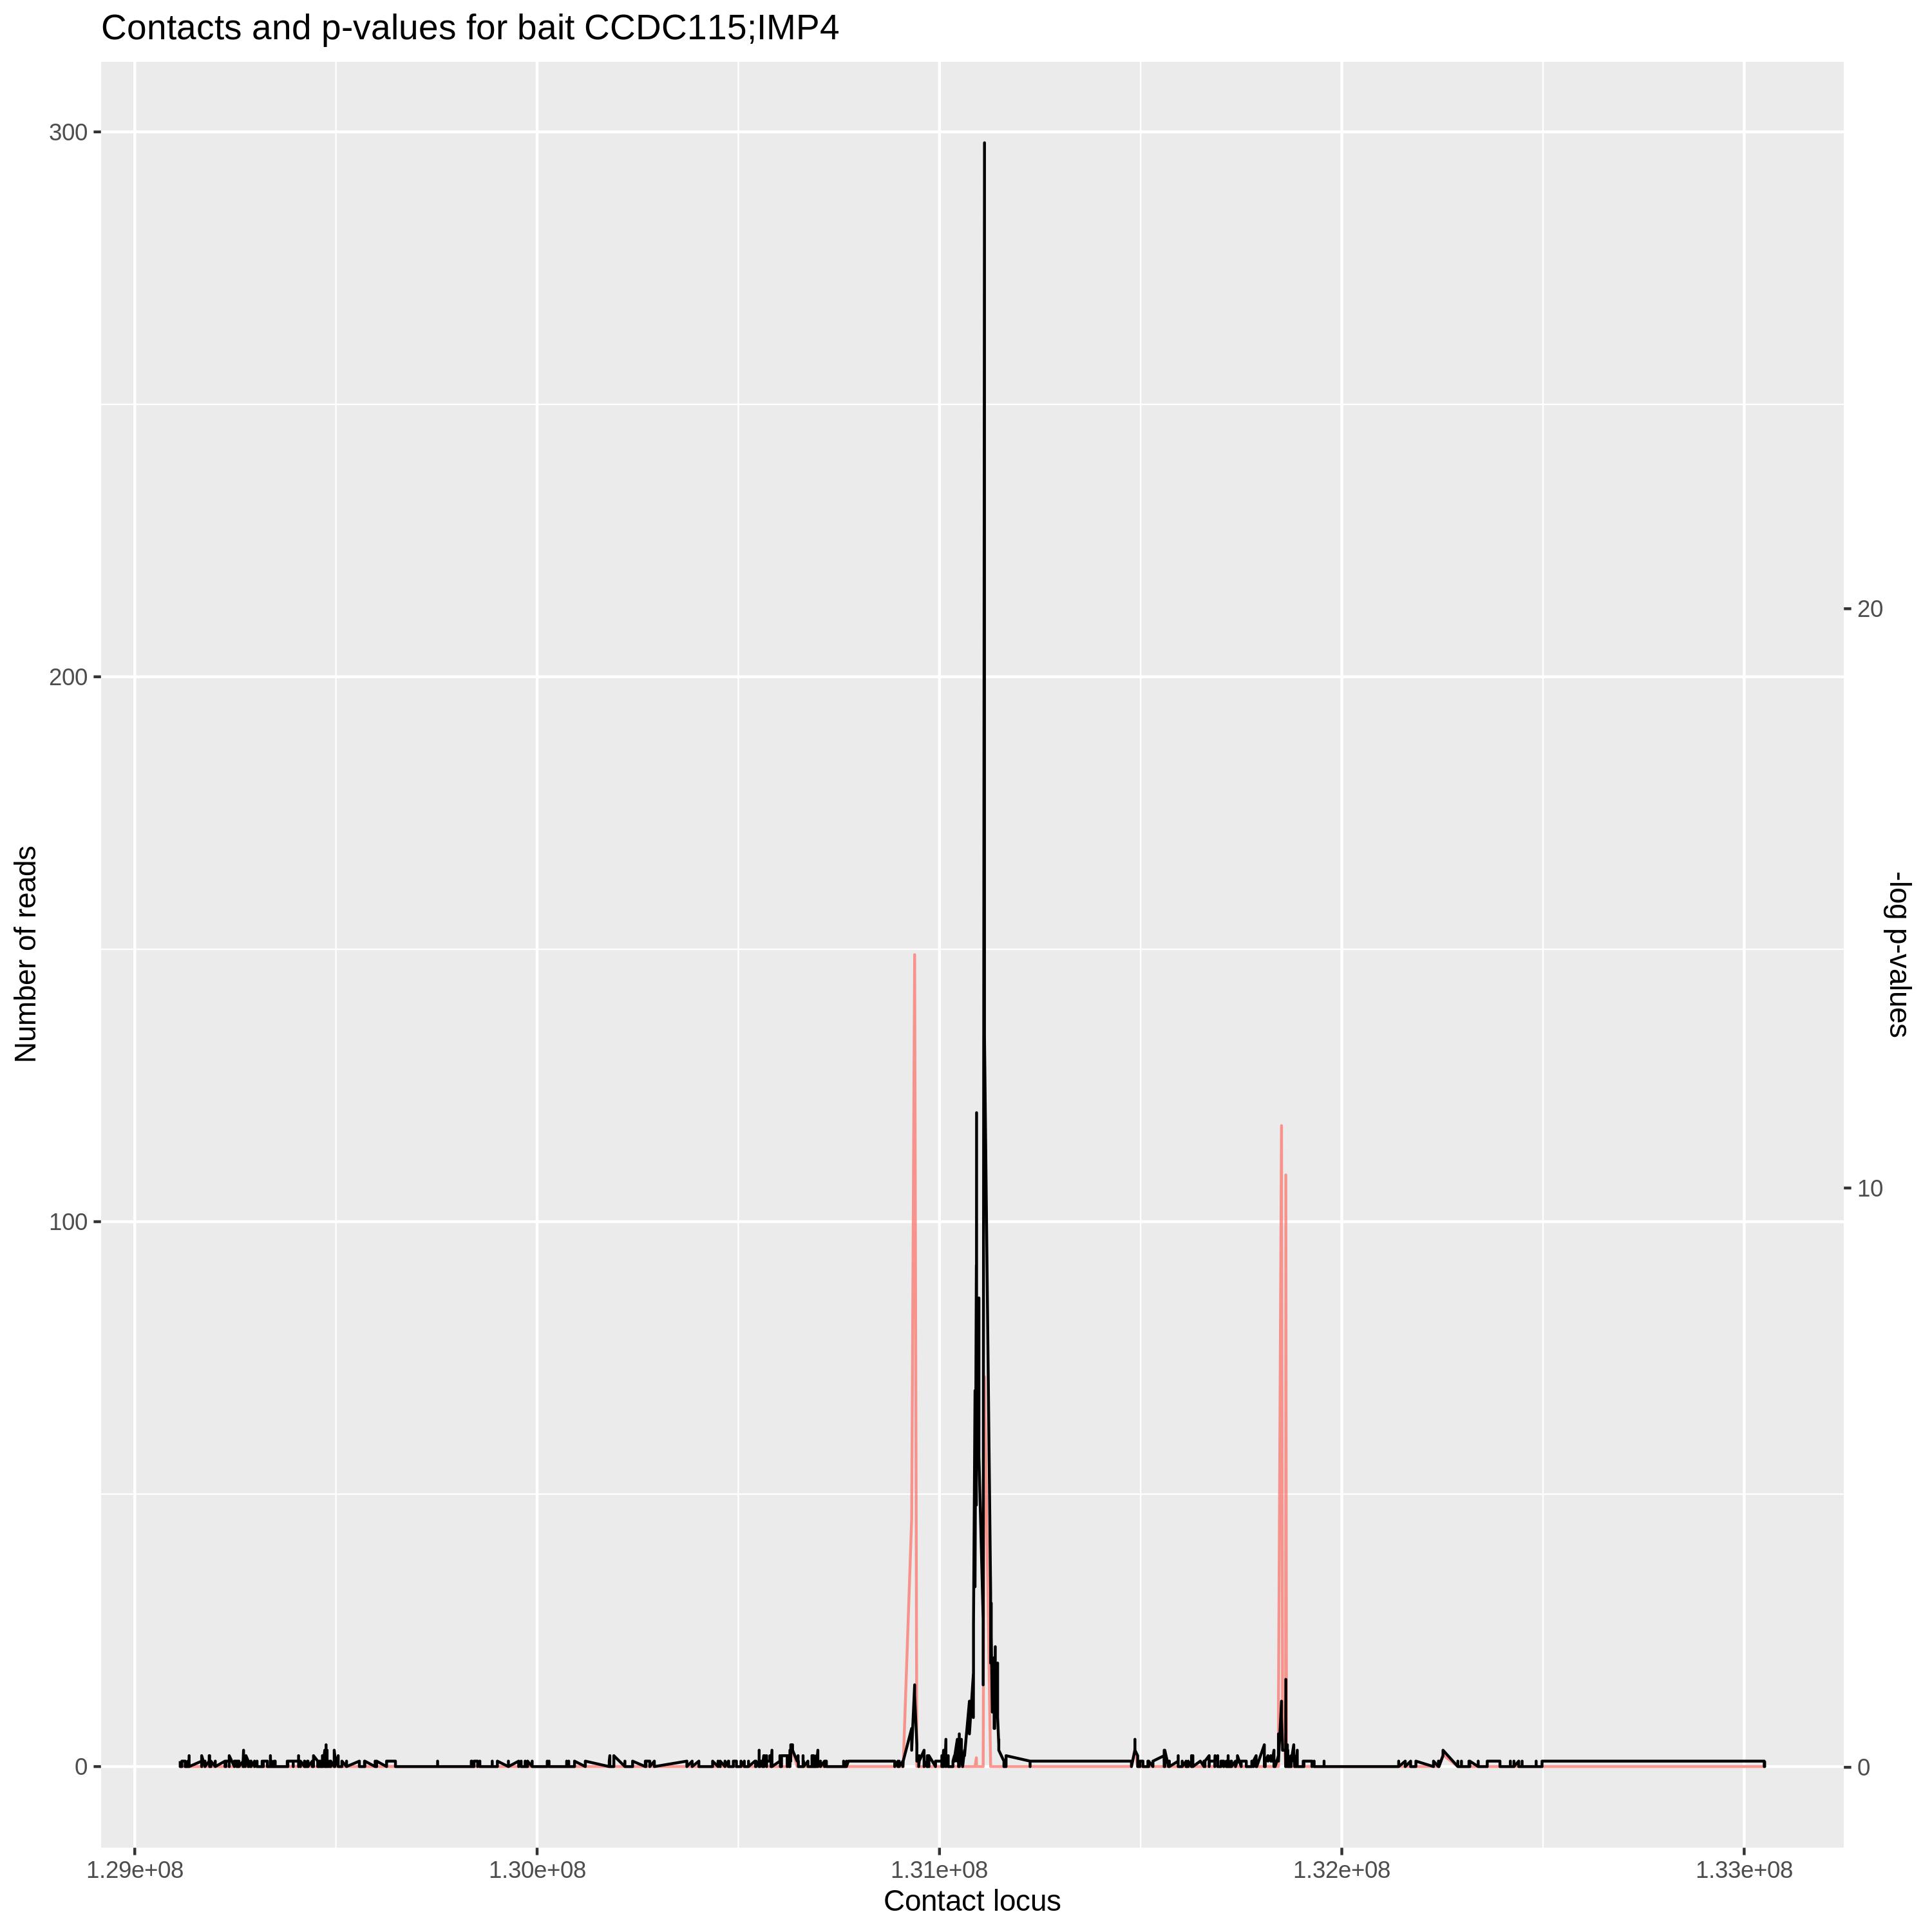 Contacts and p-values for bait CCDC115;IMP4
300
200
100
0
Number of reads
20
10
0
-log p-values
1.29e+08
1.30e+08
1.31e+08
1.32e+08
1.33e+08
Contact locus